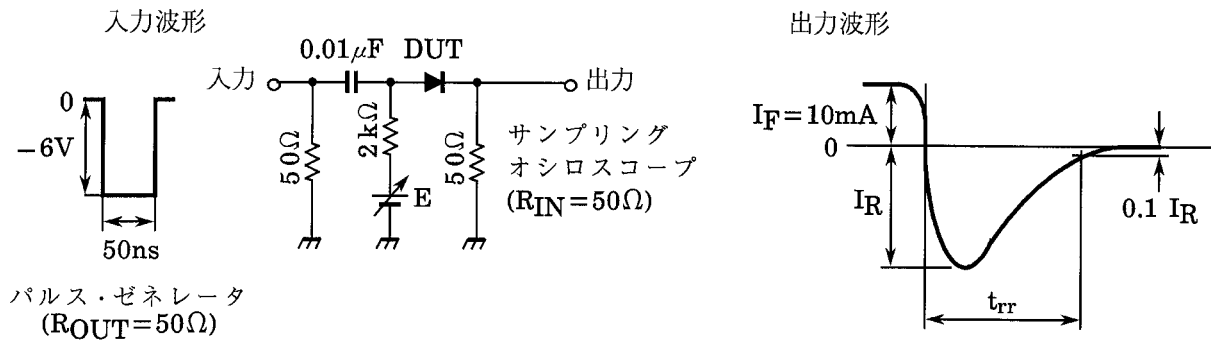 入力波形
0
−6V
50ns
パルス・ゼネレータ
(ROUT=50Ω)
0.01μF DUT
入力
出力
50Ω
2kΩ
E
50Ω
サンプリング
オシロスコープ
(RIN=50Ω)
出力波形
IF=10mA
0
IR
0.1 IR
trr